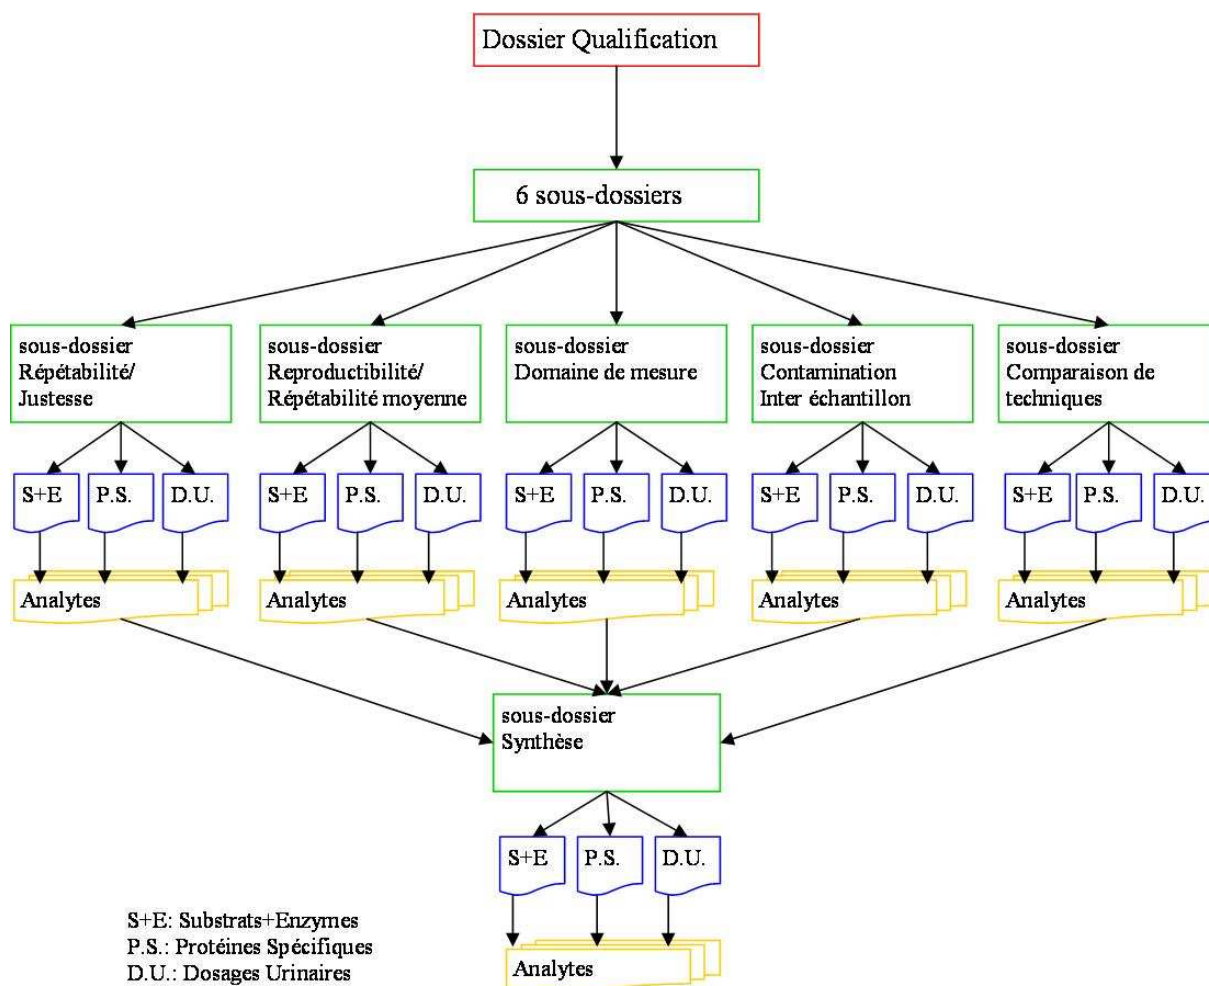 Dossier Qualification
6 sous-dossiers
sous-dossier
Répétabilité/
Justesse
sous-dossier
Reproductibilité/
Répétabilité moyenne
sous-dossier
Domaine de mesure
sous-dossier
Contamination
Inter échantillon
sous-dossier
Comparaison de
techniques
S+E
P.S.
D.U.
S+E
P.S.
D.U.
S+E
P.S.
D.U.
S+E
P.S.
D.U.
S+E
P.S.
D.U.
Analytes
Analytes
Analytes
Analytes
Analytes
sous-dossier
Synthèse
S+E
P.S.
D.U.
Analytes
S+E: Substrats+Enzymes
P.S.: Protéines Spécifiques
D.U.: Dosages Urinaires